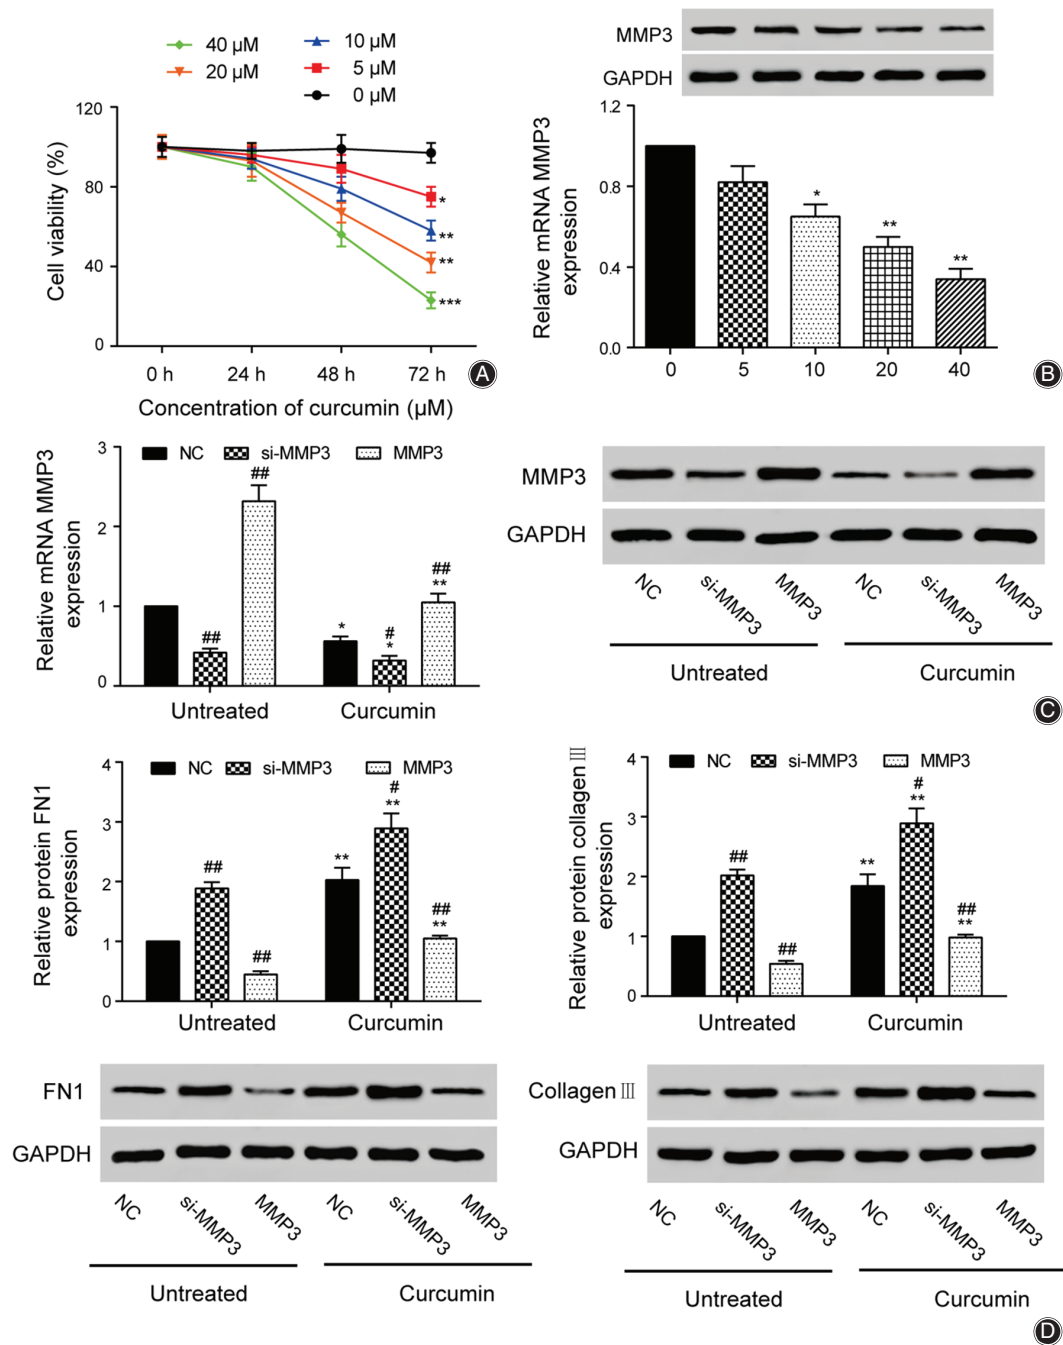 40 µM
20 µM
10 µM
5 µM
0 µM
Cell viability (%)
120
80
40
0
*
**
**
***
0 h
24 h
48 h
72 h
Concentration of curcumin (µM)
A
MMP3
GAPDH
Relative mRNA MMP3
expression
1.2
0.8
0.4
0.0
*
**
**
0
5
10
20
40
B
Relative mRNA MMP3
expression
3
2
1
0
NC
si-MMP3
MMP3
##
##
*
#
*
##
**
Untreated
Curcumin
MMP3
GAPDH
NC
si-MMP3
MMP3
NC
si-MMP3
MMP3
Untreated
Curcumin
C
Relative protein FN1
expression
4
3
2
1
0
NC
si-MMP3
MMP3
##
##
**
#
**
##
**
Untreated
Curcumin
Relative protein collagen Ⅲ
expression
4
3
2
1
0
NC
si-MMP3
MMP3
##
##
**
#
**
##
**
Untreated
Curcumin
FN1
GAPDH
NC
si-MMP3
MMP3
NC
si-MMP3
MMP3
Untreated
Curcumin
Collagen Ⅲ
GAPDH
NC
si-MMP3
MMP3
NC
si-MMP3
MMP3
Untreated
Curcumin
D